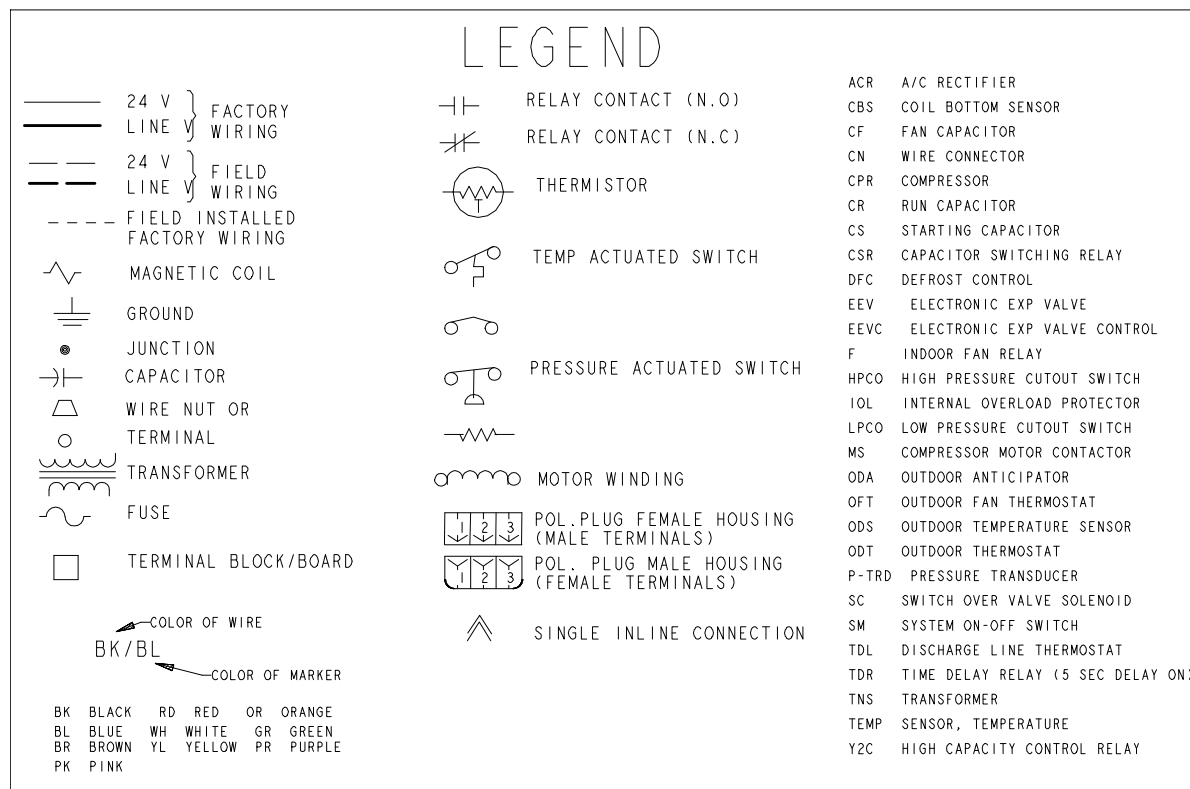 LEGEND
24 V
LINE V
FACTORY
WIRING
24 V
LINE V
FIELD
WIRING
FIELD INSTALLED
FACTORY WIRING
MAGNETIC COIL
GROUND
JUNCTION
CAPACITOR
WIRE NUT OR
TERMINAL
TRANSFORMER
FUSE
TERMINAL BLOCK/BOARD
COLOR OF WIRE
BK/BL
COLOR OF MARKER
BK BLACK RD RED OR ORANGE
BL BLUE WH WHITE GR GREEN
BR BROWN YL YELLOW PR PURPLE
PK PINK
RELAY CONTACT (N.O)
RELAY CONTACT (N.C)
T
THERMISTOR
TEMP ACTUATED SWITCH
PRESSURE ACTUATED SWITCH
MOTOR WINDING
1 2 3
POL.PLUG FEMALE HOUSING
(MALE TERMINALS)
1 2 3
POL. PLUG MALE HOUSING
(FEMALE TERMINALS)
SINGLE INLINE CONNECTION
ACR A/C RECTIFIER
CBS COIL BOTTOM SENSOR
CF FAN CAPACITOR
CN WIRE CONNECTOR
CPR COMPRESSOR
CR RUN CAPACITOR
CS STARTING CAPACITOR
CSR CAPACITOR SWITCHING RELAY
DFC DEFROST CONTROL
EEV ELECTRONIC EXP VALVE
EEVC ELECTRONIC EXP VALVE CONTROL
F INDOOR FAN RELAY
HPCO HIGH PRESSURE CUTOUT SWITCH
IOL INTERNAL OVERLOAD PROTECTOR
LPCO LOW PRESSURE CUTOUT SWITCH
MS COMPRESSOR MOTOR CONTACTOR
ODA OUTDOOR ANTICIPATOR
OFT OUTDOOR FAN THERMOSTAT
ODS OUTDOOR TEMPERATURE SENSOR
ODT OUTDOOR THERMOSTAT
P-TRD PRESSURE TRANSDUCER
SC SWITCH OVER VALVE SOLENOID
SM SYSTEM ON-OFF SWITCH
TDL DISCHARGE LINE THERMOSTAT
TDR TIME DELAY RELAY (5 SEC DELAY ON)
TNS TRANSFORMER
TEMP SENSOR, TEMPERATURE
Y2C HIGH CAPACITY CONTROL RELAY